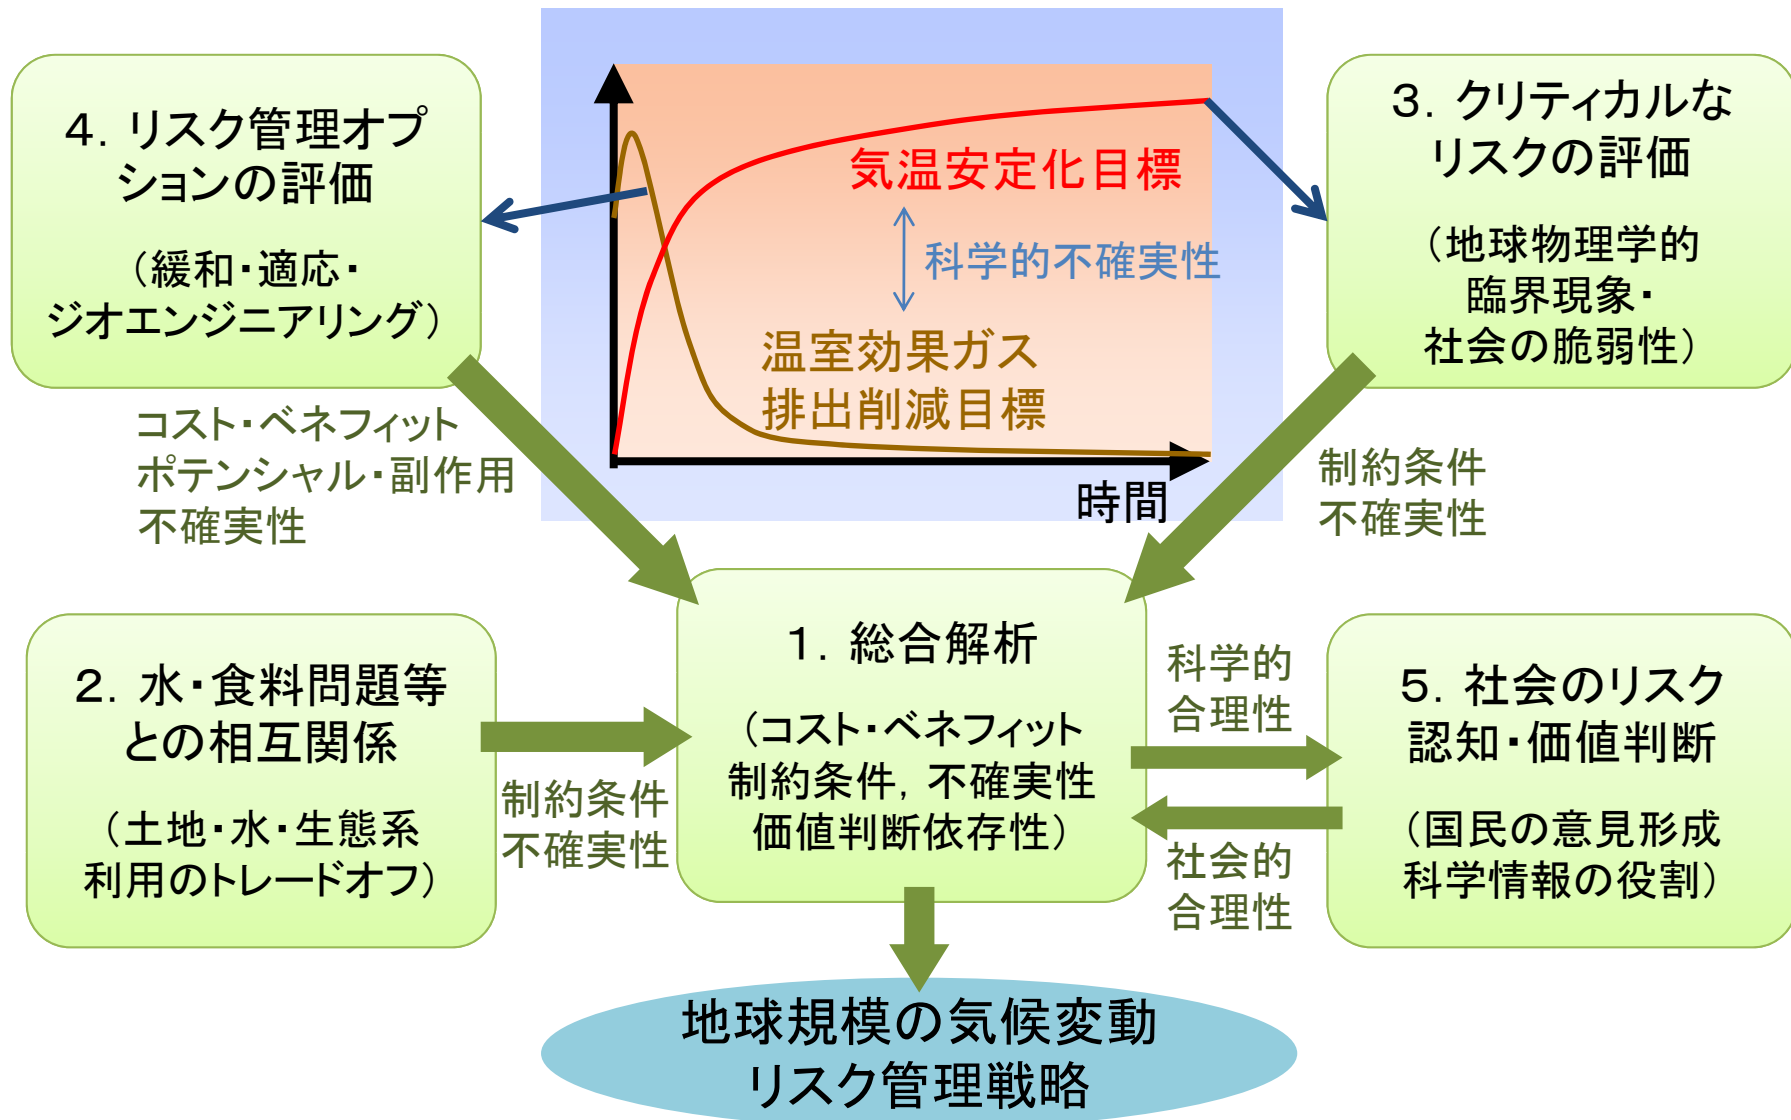 4．リスク管理オプ
ションの評価
（緩和・適応・
ジオエンジニアリング）
気温安定化目標
科学的不確実性
温室効果ガス
排出削減目標
時間
3．クリティカルな
リスクの評価
（地球物理学的
臨界現象・
社会の脆弱性）
コスト・ベネフィット
ポテンシャル・副作用
不確実性
制約条件
不確実性
2．水・食料問題等
との相互関係
（土地・水・生態系
利用のトレードオフ）
制約条件
不確実性
1．総合解析
（コスト・ベネフィット
制約条件，不確実性
価値判断依存性）
科学的
合理性
社会的
合理性
5．社会のリスク
認知・価値判断
（国民の意見形成
科学情報の役割）
地球規模の気候変動
リスク管理戦略